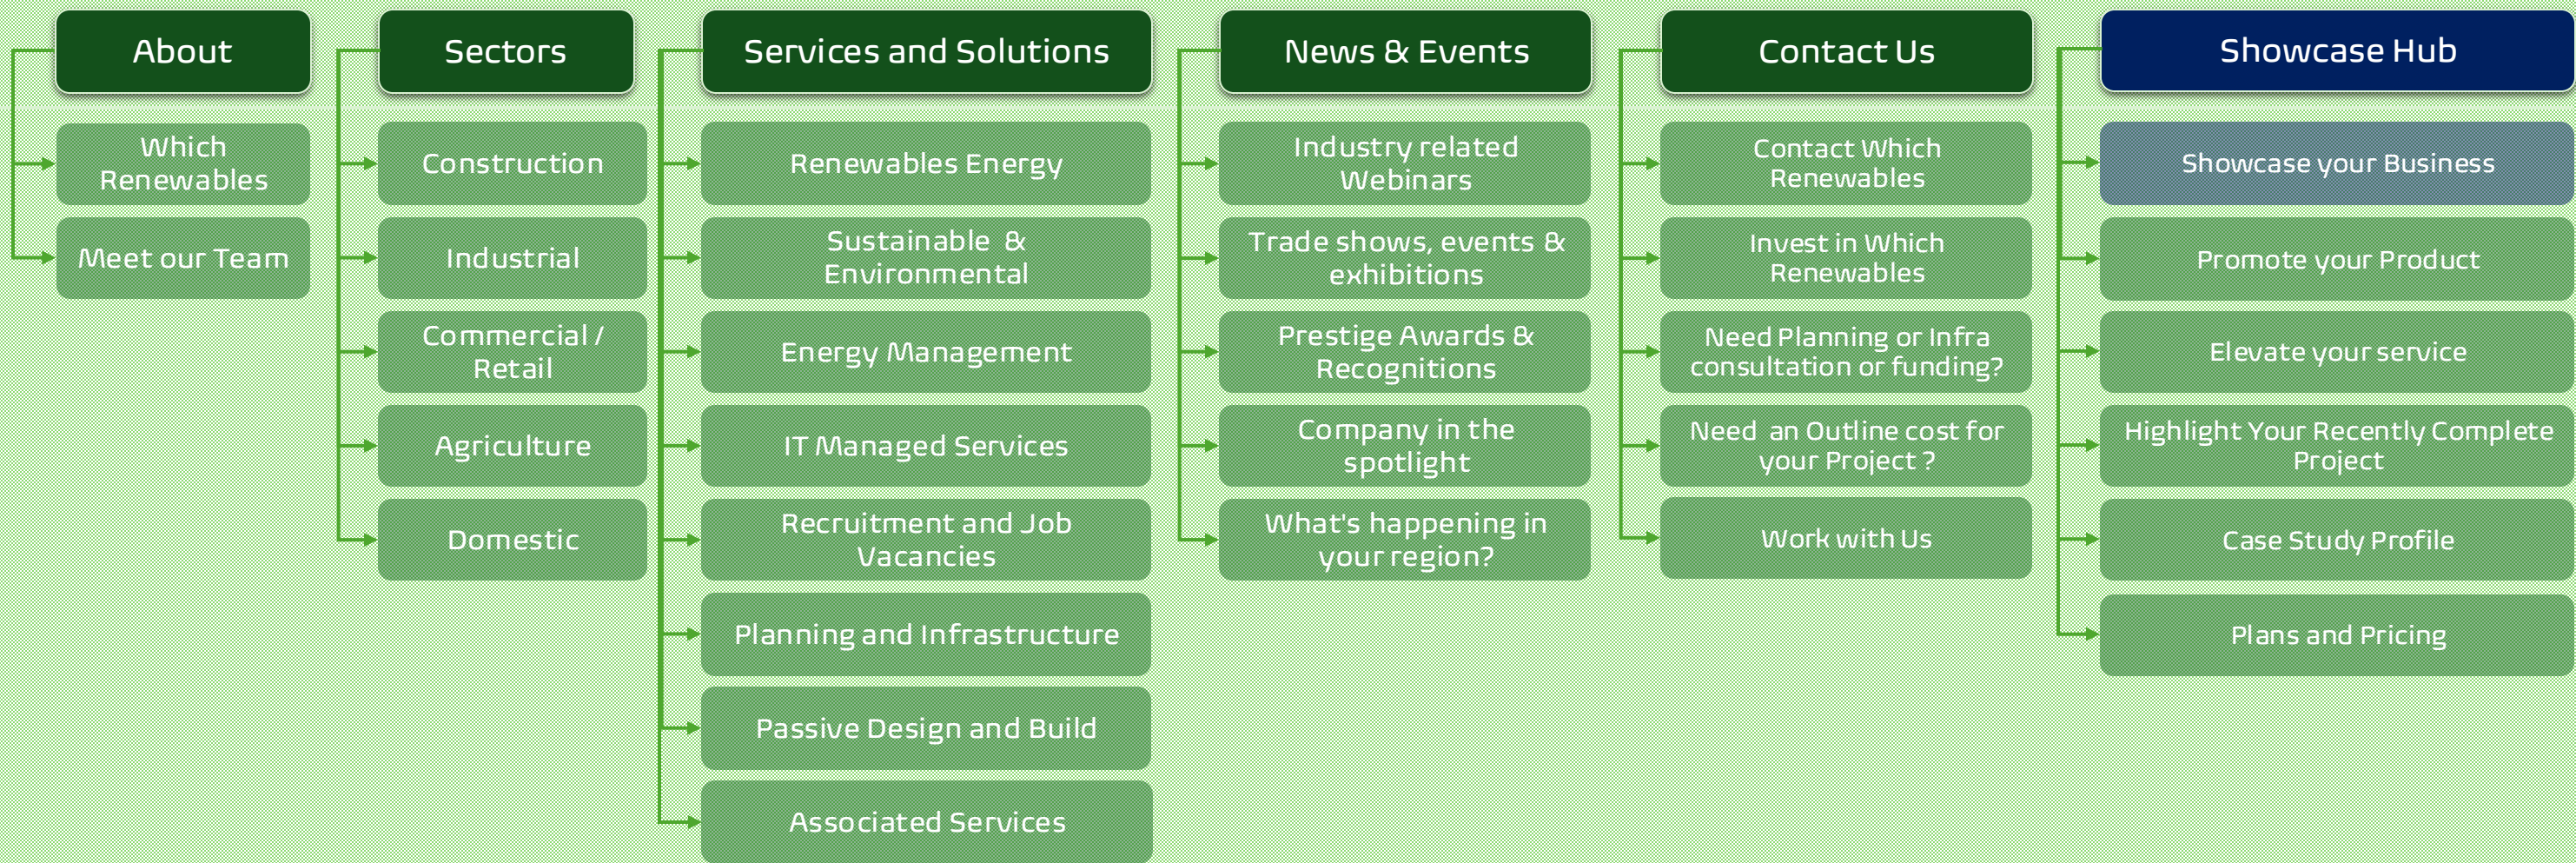 About
Which
Renewables
Meet our Team
Sectors
Construction
Industrial
Commercial /
Retail
Agriculture
Domestic
Services and Solutions
Renewables Energy
Sustainable &
Environmental
Energy Management
IT Managed Services
Recruitment and Job
Vacancies
Planning and Infrastructure
Passive Design and Build
Associated Services
News & Events
Industry related
Webinars
Trade shows, events &
exhibitions
Prestige Awards &
Recognitions
Company in the
spotlight
What's happening in
your region?
Contact Us
Contact Which
Renewables
Invest in Which
Renewables
Need Planning or Infra
consultation or funding?
Need an Outline cost for
your Project ?
Work with Us
Showcase Hub
Showcase your Business
Promote your Product
Elevate your service
Highlight Your Recently Complete
Project
Case Study Profile
Plans and Pricing